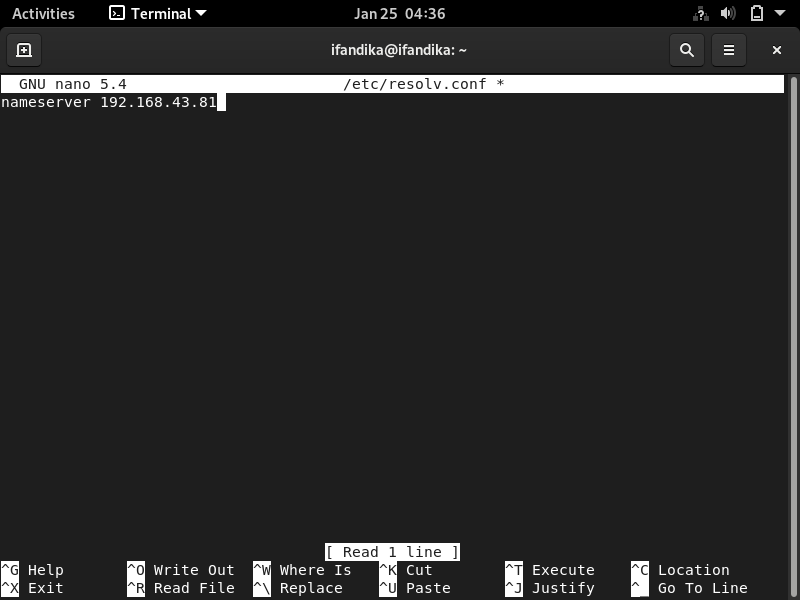 Activities Terminal Jan 25 04:36
ifandika@ifandika: ~
GNU nano 5.4 /etc/resolv.conf *
nameserver 192.168.43.81
[ Read 1 line ]
^G Help ^O Write Out ^W Where Is ^K Cut ^T Execute ^C Location
^X Exit ^R Read File ^\ Replace ^U Paste ^J Justify ^_ Go To Line